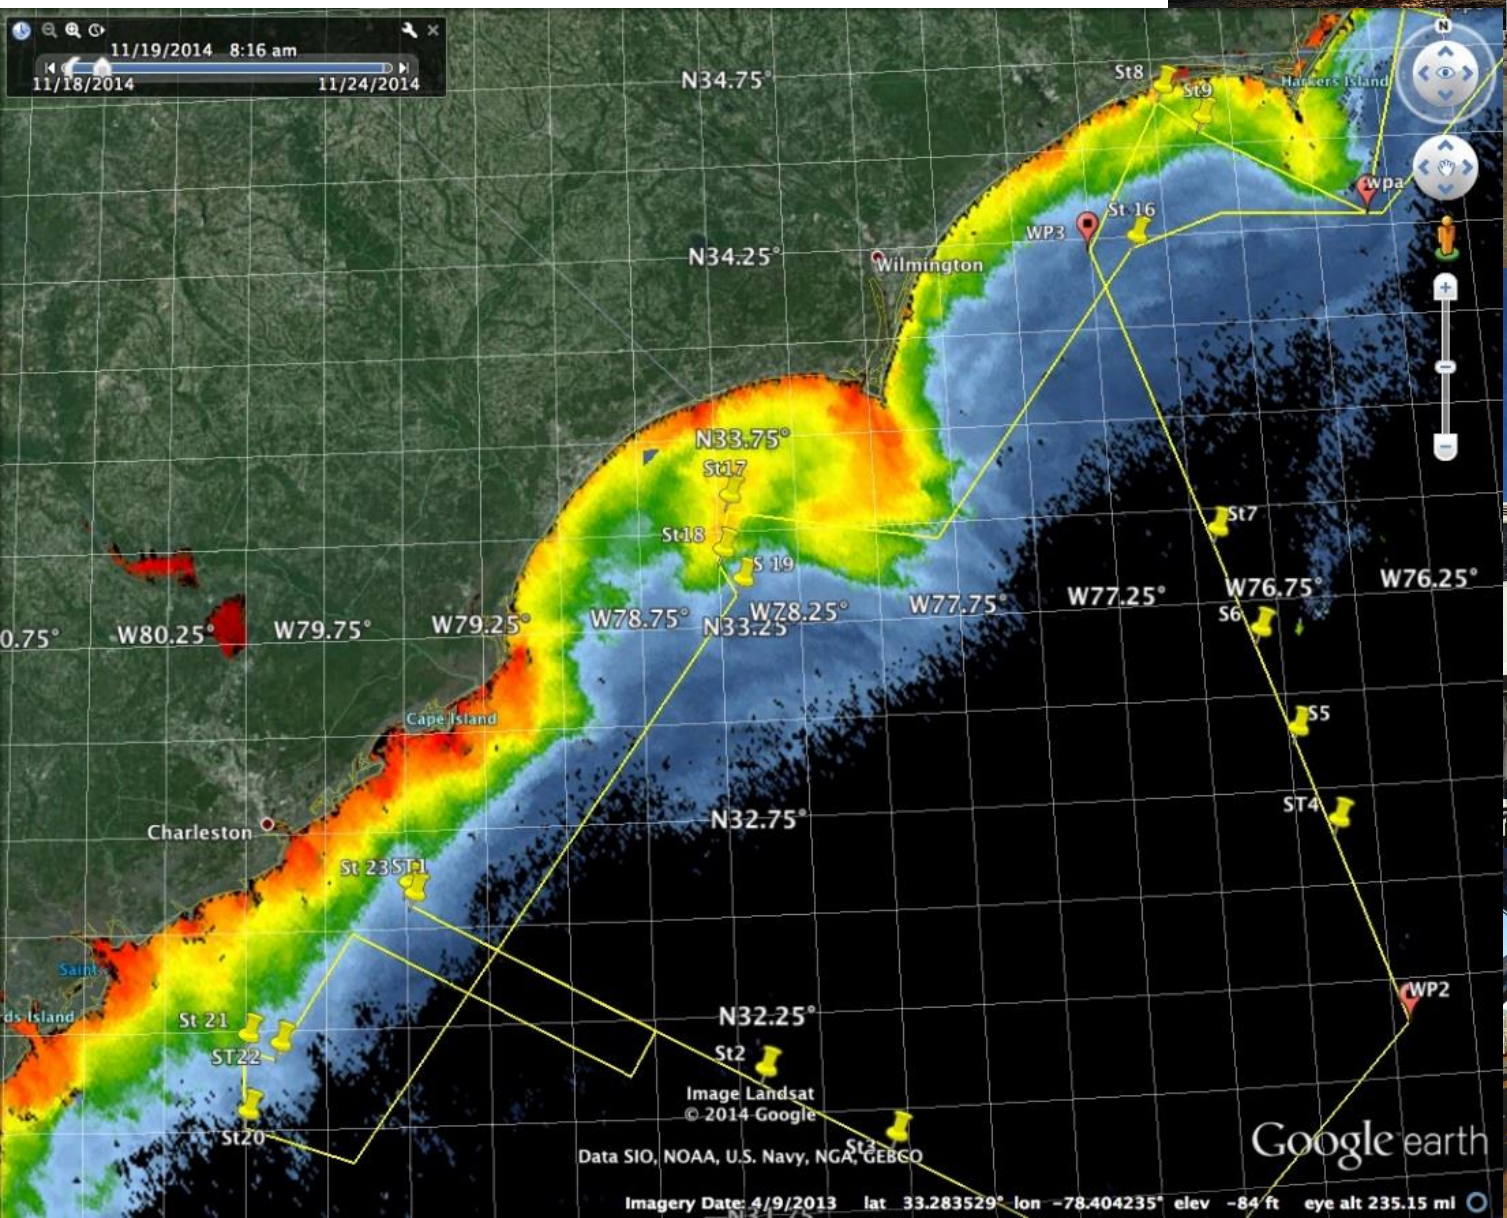 11/19/2014 8:16 am
11/18/2014 11/24/2014
N
N34.75°
St8
St9
Harkers Island
wpa
St 16
WP3
N34.25°
Wilmington
N33.75°
St17
St18
S 19
St7
W76.25°
W76.75°
W77.25°
W77.75°
W78.25°
W78.75°
N33.25°
W79.25°
W79.75°
W80.25°
0.75°
S6
S5
Cape Island
ST4
N32.75°
Charleston
St 23
ST1
Saint
ds Island
WP2
N32.25°
St 21
ST22
St2
St20
Image Landsat
© 2014 Google
St3
Data SIO, NOAA, U.S. Navy, NGA, GEBCO
Google earth
N31.75°
Imagery Date: 4/9/2013 lat 33.283529° lon -78.404235° elev -84 ft eye alt 235.15 mi